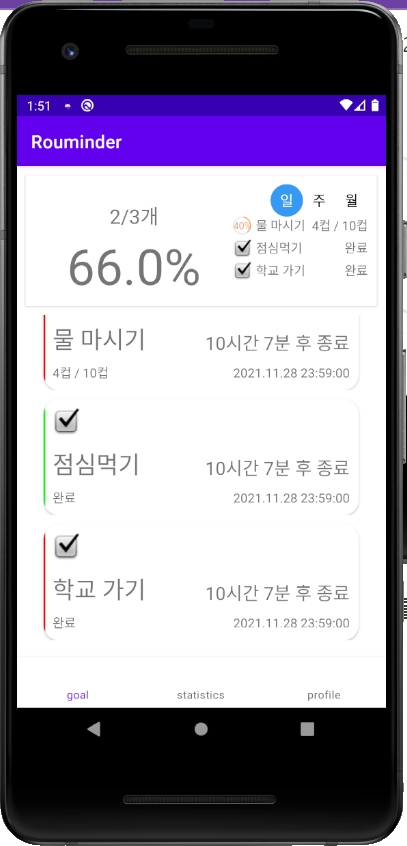 1:51
Rouminder
2/3개
66.0%
일 주 월
40% 물 마시기 4컵 / 10컵
점심먹기 완료
학교 가기 완료
물 마시기 10시간 7분 후 종료
4컵 / 10컵 2021.11.28 23:59:00
점심먹기 10시간 7분 후 종료
완료 2021.11.28 23:59:00
학교 가기 10시간 7분 후 종료
완료 2021.11.28 23:59:00
goal statistics profile